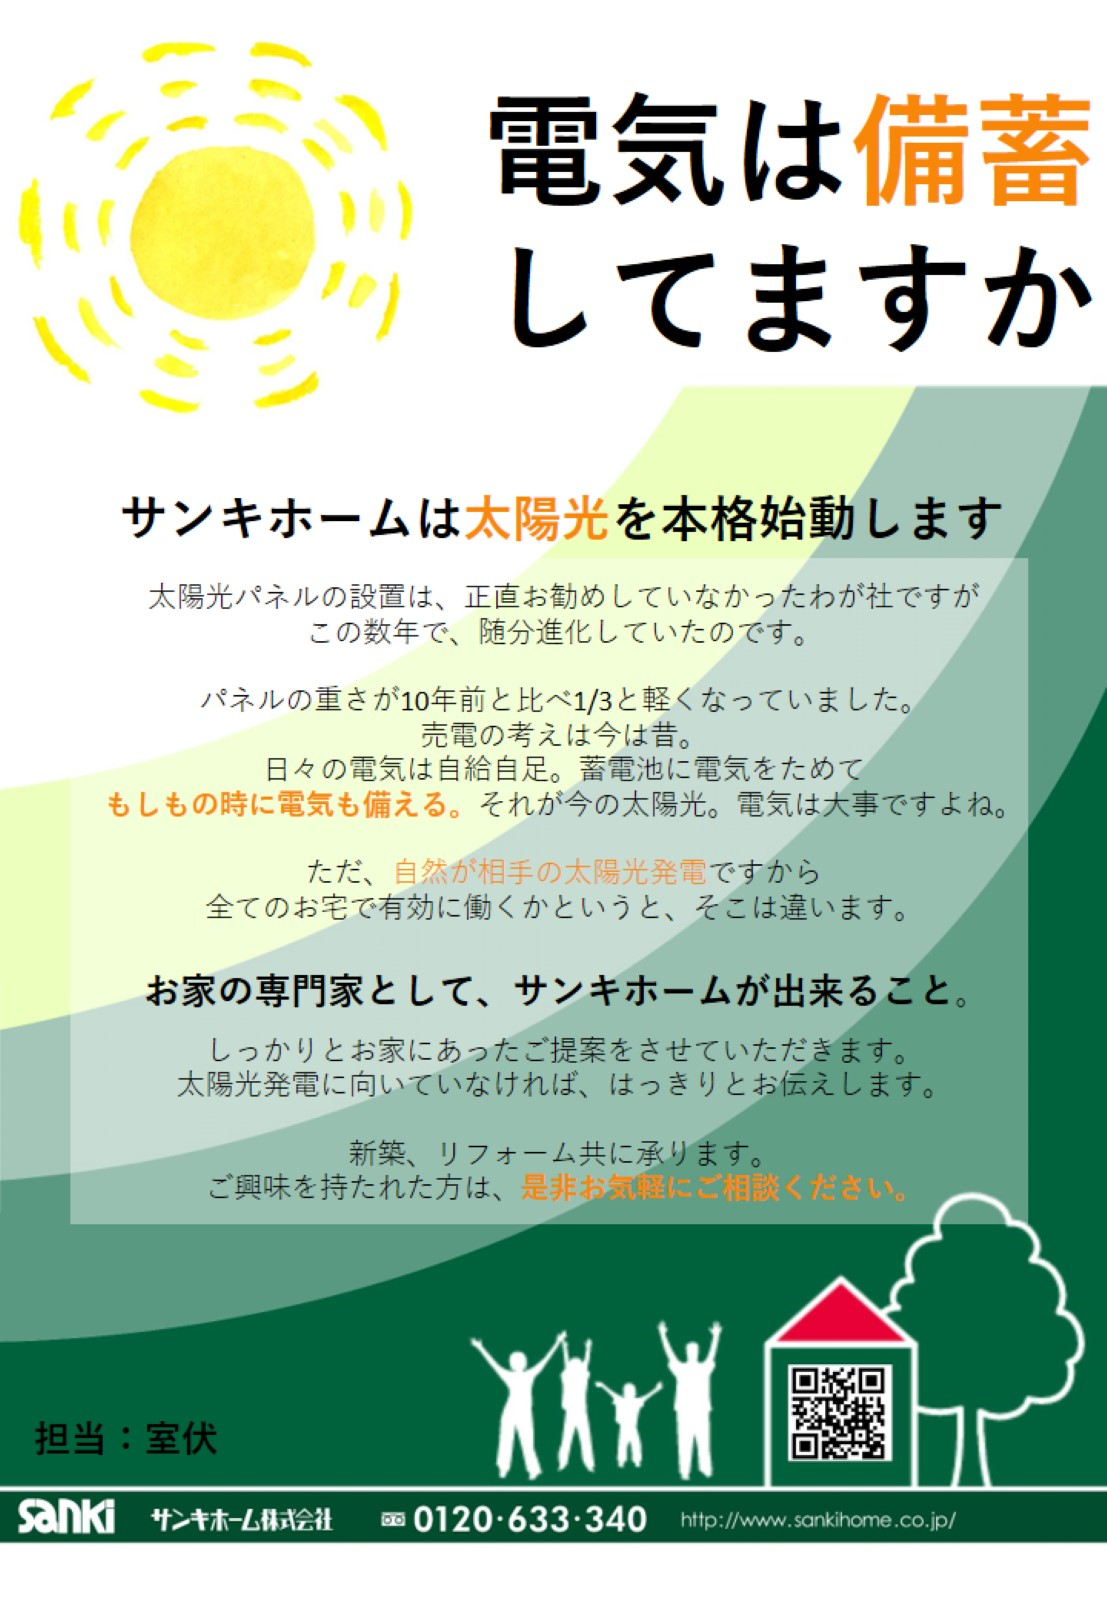 電気は備蓄
してますか
サンキホームは太陽光を本格始動します
太陽光パネルの設置は、正直お勧めしていなかったわが社ですが
この数年で、随分進化していたのです。
パネルの重さが10年前と比べ1/3と軽くなっていました。
売電の考えは今は昔。
日々の電気は自給自足。蓄電池に電気をためて
もしもの時に電気も備える。それが今の太陽光。電気は大事ですよね。
ただ、自然が相手の太陽光発電ですから
全てのお宅で有効に働くかというと、そこは違います。
お家の専門家として、サンキホームが出来ること。
しっかりとお家にあったご提案をさせていただきます。
太陽光発電に向いていなければ、はっきりとお伝えします。
新築、リフォーム共に承ります。
ご興味を持たれた方は、是非お気軽にご相談ください。
担当：室伏
sanki サンキホーム株式会社 0120･633･340 http://www.sankihome.co.jp/